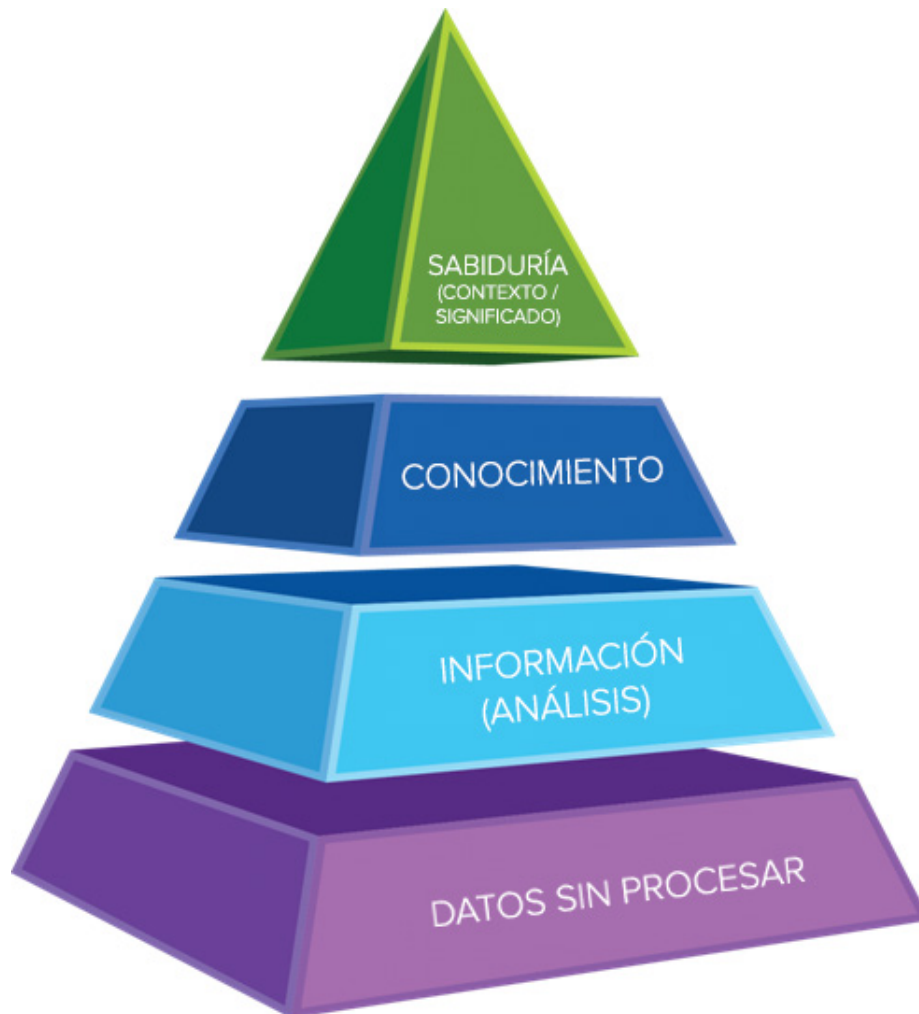 SABIDURÍA
(CONTEXTO /
SIGNIFICADO)
CONOCIMIENTO
INFORMACIÓN
(ANÁLISIS)
DATOS SIN PROCESAR